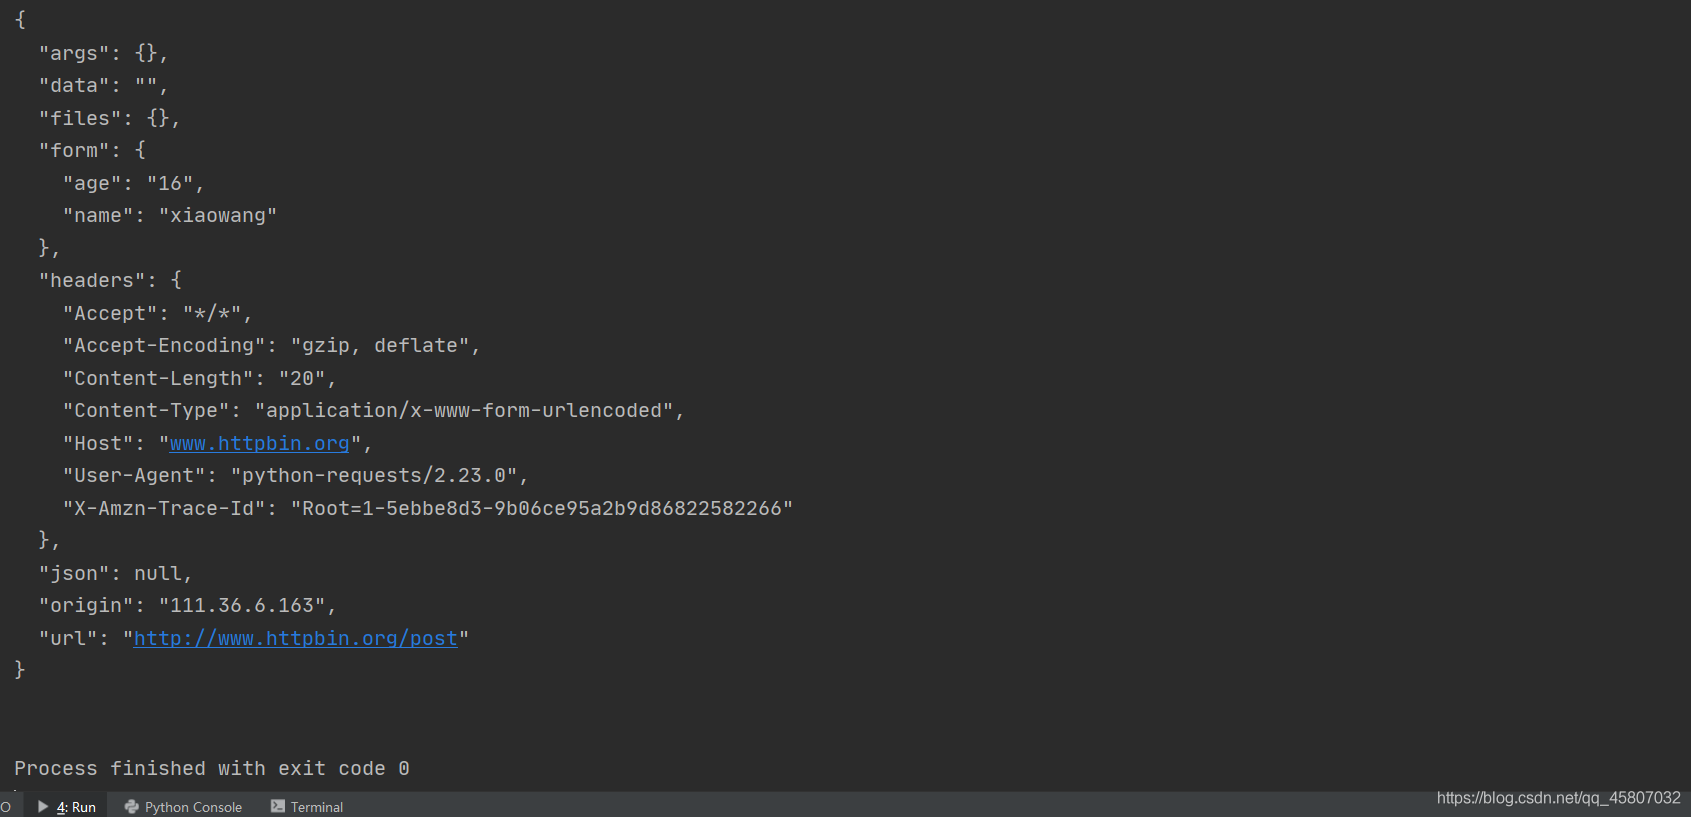 {
  "args": {},
  "data": "",
  "files": {},
  "form": {
    "age": "16",
    "name": "xiaowang"
  },
  "headers": {
    "Accept": "*/*",
    "Accept-Encoding": "gzip, deflate",
    "Content-Length": "20",
    "Content-Type": "application/x-www-form-urlencoded",
    "Host": "www.httpbin.org",
    "User-Agent": "python-requests/2.23.0",
    "X-Amzn-Trace-Id": "Root=1-5ebbe8d3-9b06ce95a2b9d86822582266"
  },
  "json": null,
  "origin": "111.36.6.163",
  "url": "http://www.httpbin.org/post"
}
Process finished with exit code 0
O 4: Run Python Console Terminal
https://blog.csdn.net/qq_45807032